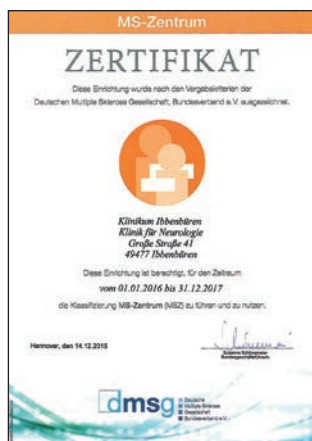 MS-Zentrum
ZERTIFIKAT
Diese Einrichtung wurde nach den Vergabekriterien der
Deutschen Multiple Sklerose Gesellschaft, Bundesverband e.V. ausgezeichnet.
Klinikum Ibbenbüren
Klinik für Neurologie
Große Straße 41
49477 Ibbenbüren
Diese Einrichtung ist berechtigt, für den Zeitraum
vom 01.01.2016 bis 31.12.2017
die Klassifizierung MS-Zentrum (MSZ) zu führen und zu nutzen.
Hannover, den 14.12.2015
Bundesgeschäftsführerin
dmsg
Deutsche
Multiple Sklerose
Gesellschaft
Bundesverband e.V.